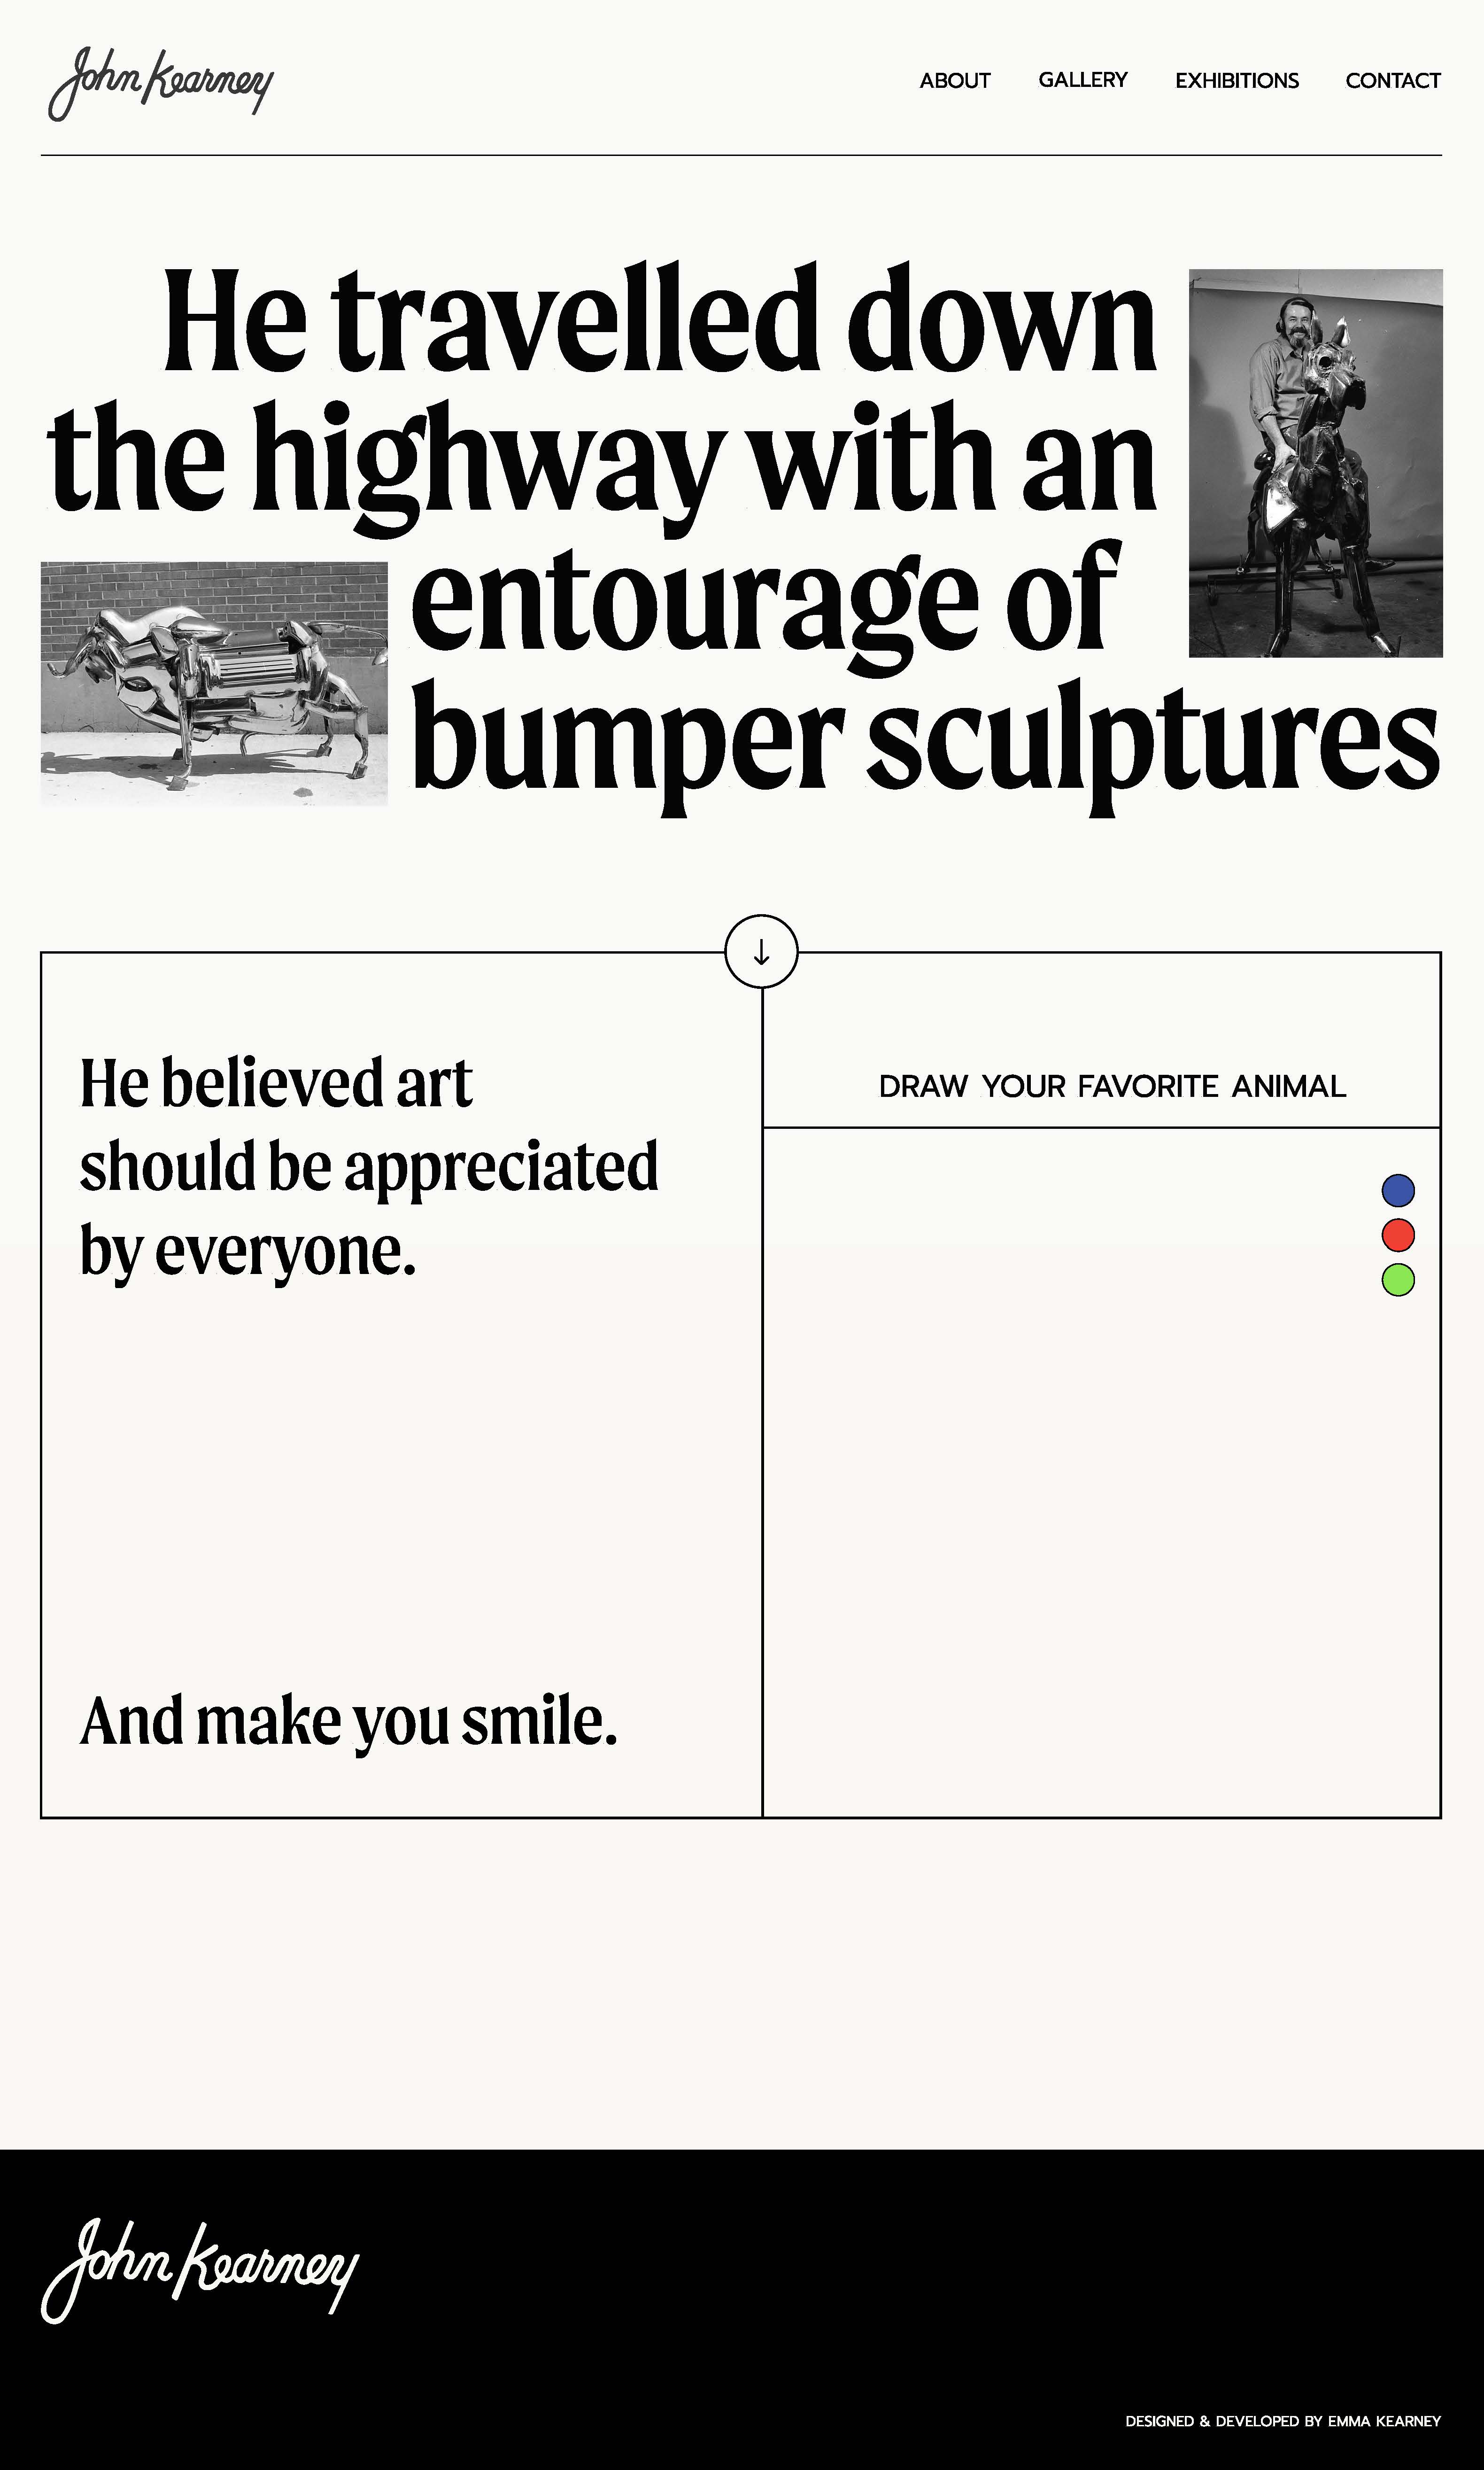 John Kearney
ABOUT GALLERY EXHIBITIONS CONTACT
He travelled down
the highway with an
entourage of
bumper sculptures
He believed art
should be appreciated
by everyone.
And make you smile.
DRAW YOUR FAVORITE ANIMAL
John Kearney
DESIGNED & DEVELOPED BY EMMA KEARNEY